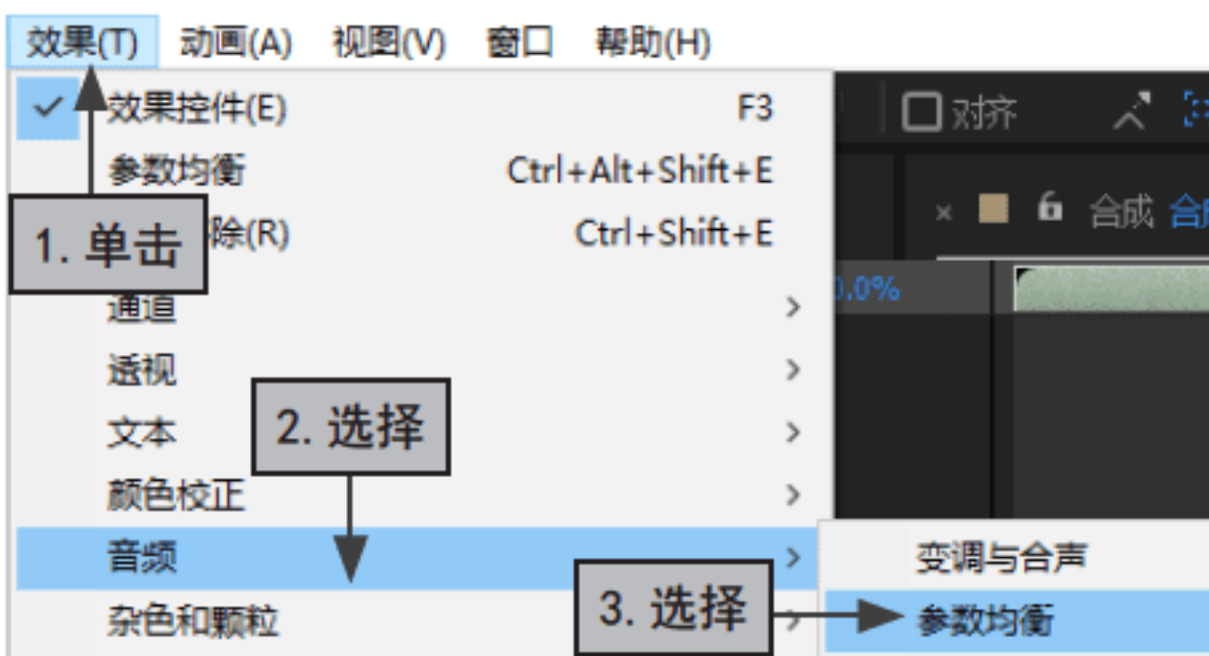 效果(T) 动画(A) 视图(V) 窗口 帮助(H)
效果控件(E) F3
对齐
参数均衡 Ctrl+Alt+Shift+E
合成
1. 单击 除(R) Ctrl+Shift+E
通道
.0%
透视
文本
2. 选择
颜色校正
音频
变调与合声
杂色和颗粒
3. 选择
参数均衡